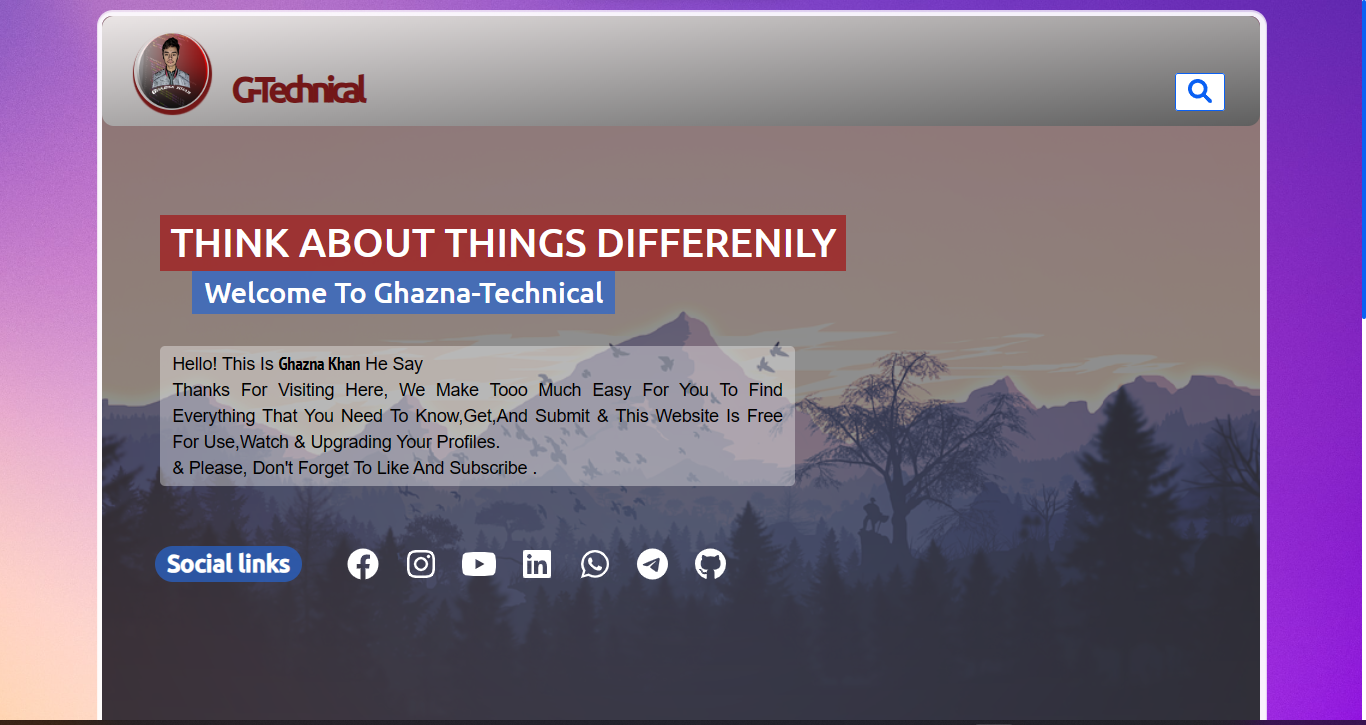 G-Technical
THINK ABOUT THINGS DIFFERENILY
Welcome To Ghazna-Technical
Hello! This Is Ghazna Khan He Say
Thanks For Visiting Here, We Make Tooo Much Easy For You To Find
Everything That You Need To Know,Get,And Submit & This Website Is Free
For Use,Watch & Upgrading Your Profiles.
& Please, Don't Forget To Like And Subscribe .
Social links